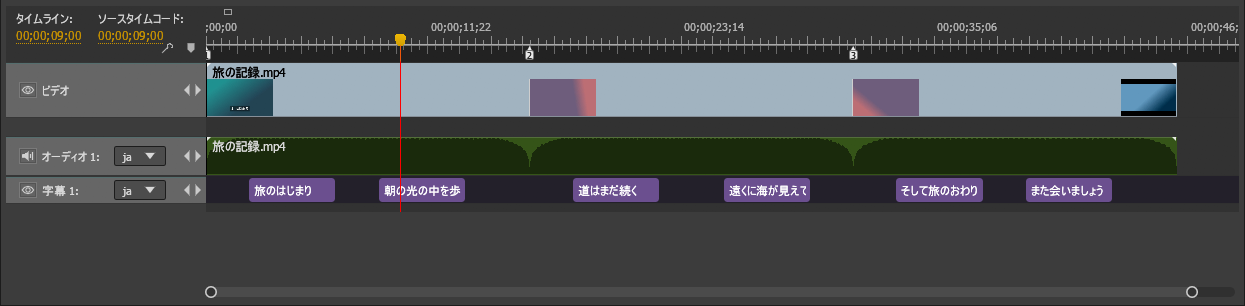 タイムライン: ソースタイムコード:
00;00;09;00 00;00;09;00
;00;00 00;00;11;22 00;00;23;14 00;00;35;06 00;00;46;
1 2 3
旅の記録.mp4
ビデオ
旅の記録.mp4
オーディオ 1: ja
字幕 1: ja
旅のはじまり 朝の光の中を歩 道はまだ続く 遠くに海が見えて そして旅のおわり また会いましょう